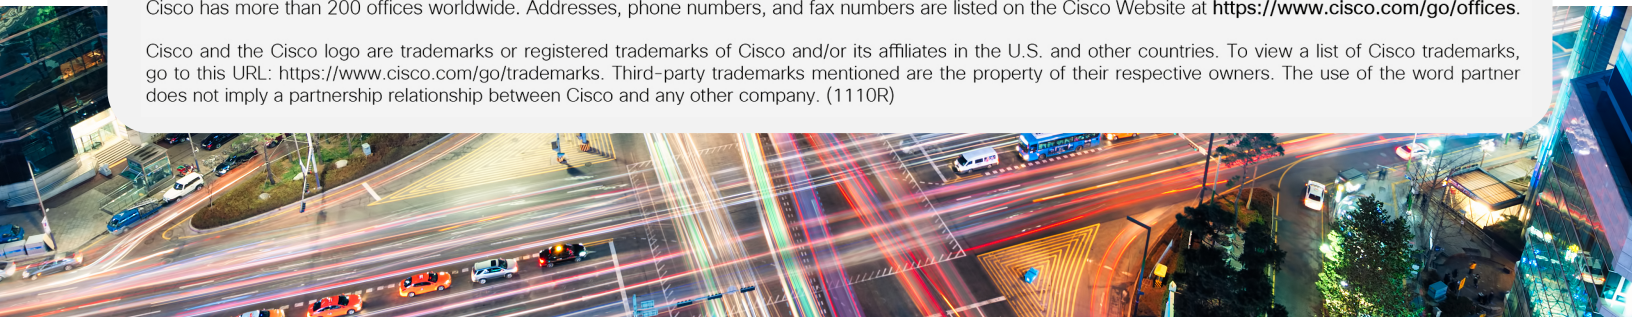 Cisco has more than 200 offices worldwide. Addresses, phone numbers, and fax numbers are listed on the Cisco Website at https://www.cisco.com/go/offices.
Cisco and the Cisco logo are trademarks or registered trademarks of Cisco and/or its affiliates in the U.S. and other countries. To view a list of Cisco trademarks,
go to this URL: https://www.cisco.com/go/trademarks. Third-party trademarks mentioned are the property of their respective owners. The use of the word partner
does not imply a partnership relationship between Cisco and any other company. (1110R)